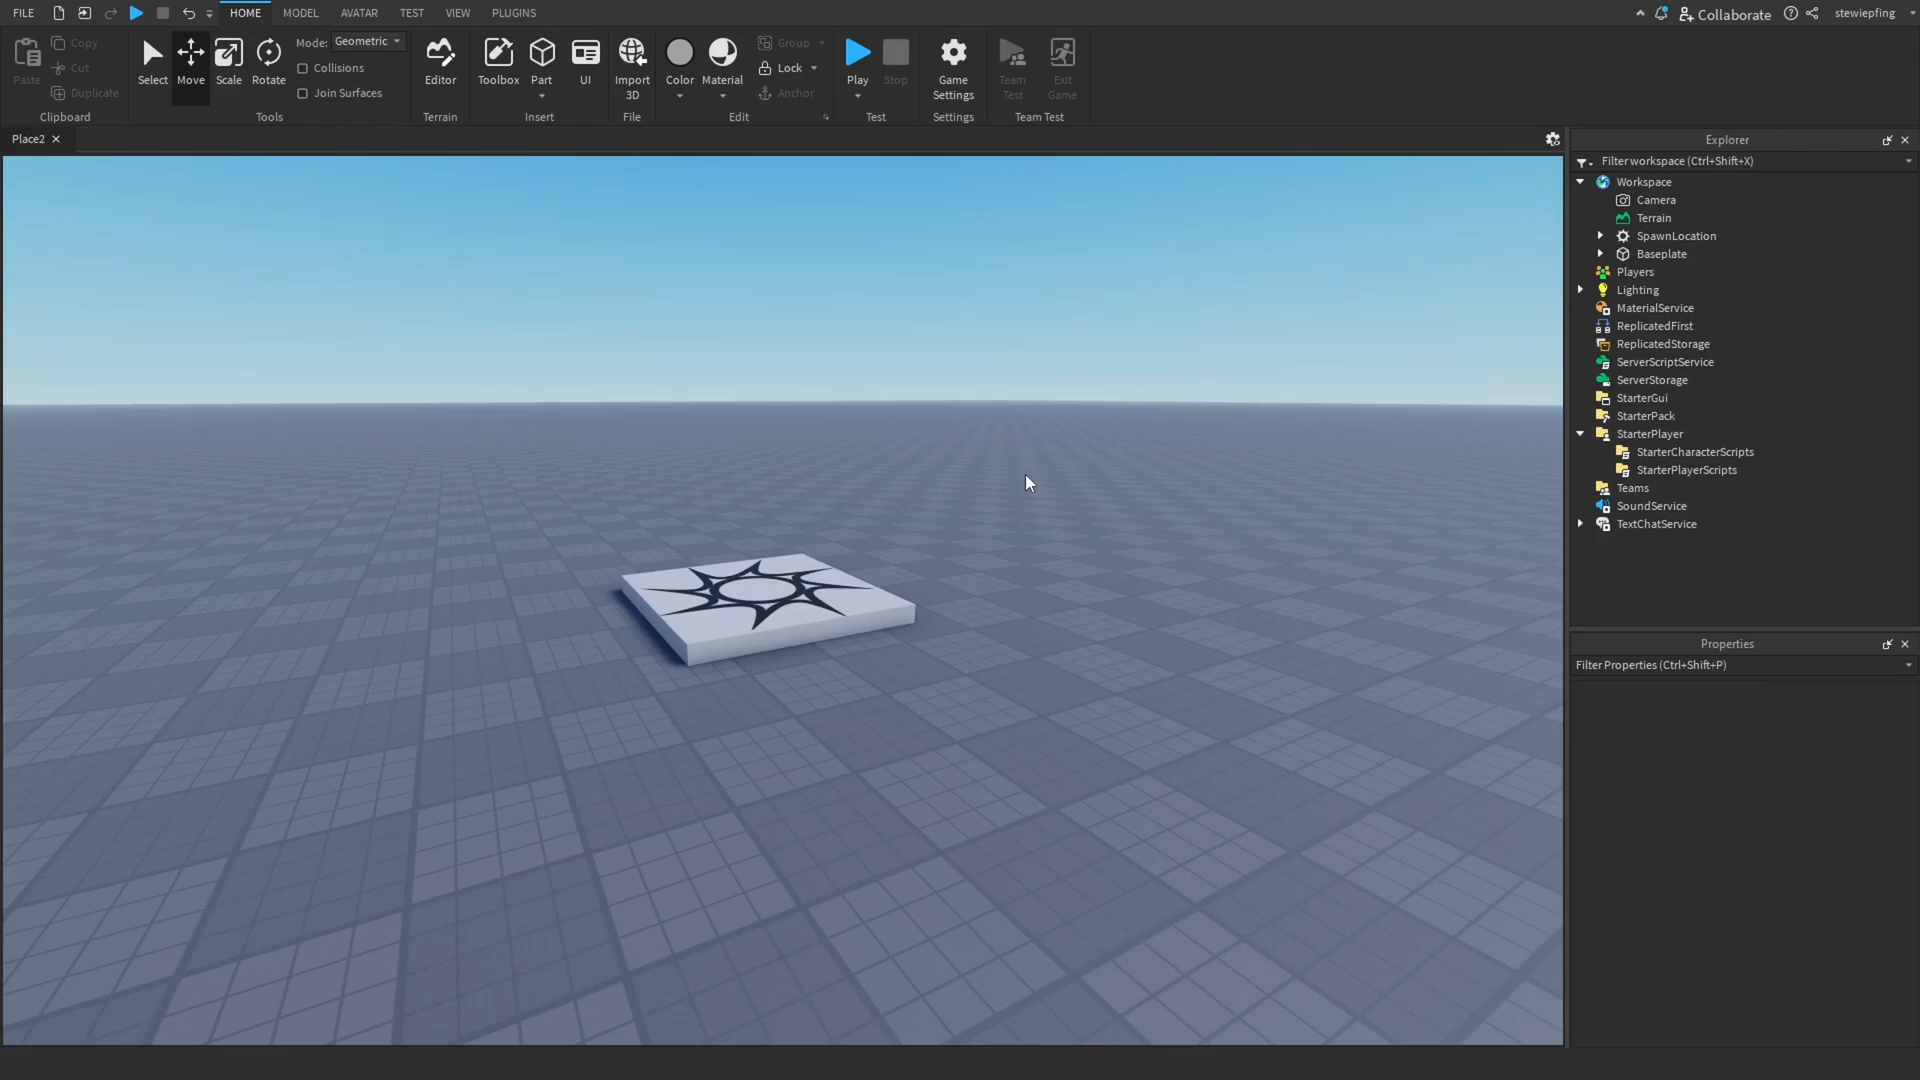 FILE HOME MODEL AVATAR TEST VIEW PLUGINS Collaborate stewiepfing
Paste Copy Cut Duplicate
Clipboard
Select Move Scale Rotate Mode: Geometric
Collisions
Join Surfaces
Tools
Editor
Terrain
Toolbox Part UI
Insert
Import 3D
File
Color Material Group
Lock
Anchor
Edit
Play Stop
Test
Game Settings
Settings
Team Test Exit Game
Team Test
Place2
Explorer
Filter workspace (Ctrl+Shift+X)
Workspace
Camera
Terrain
SpawnLocation
Baseplate
Players
Lighting
MaterialService
ReplicatedFirst
ReplicatedStorage
ServerScriptService
ServerStorage
StarterGui
StarterPack
StarterPlayer
StarterCharacterScripts
StarterPlayerScripts
Teams
SoundService
TextChatService
Properties
Filter Properties (Ctrl+Shift+P)